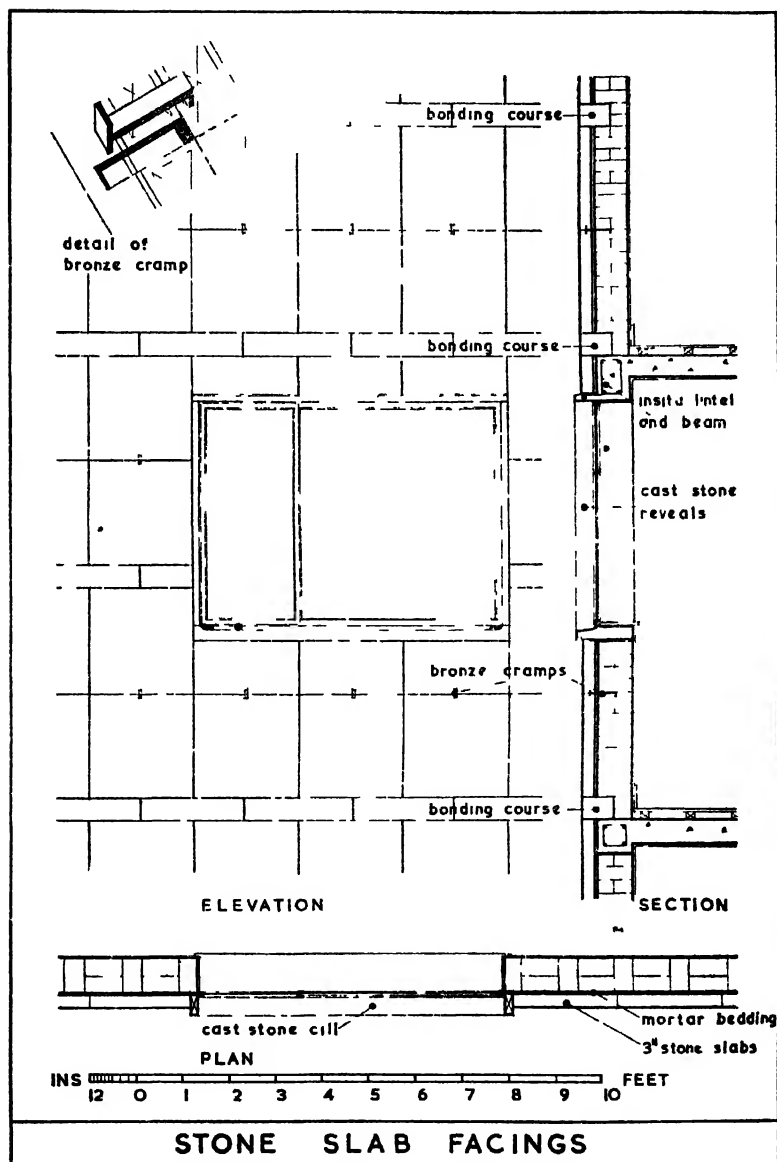 bonding course
detail of
bronze cramp
bonding course
insitu lintel
and beam
cast stone
reveals
bronze cramps
bonding course
ELEVATION
SECTION
cast stone cill
mortar bedding
3" stone slabs
PLAN
INS 12 0 1 2 3 4 5 6 7 8 9 10 FEET
STONE SLAB FACINGS